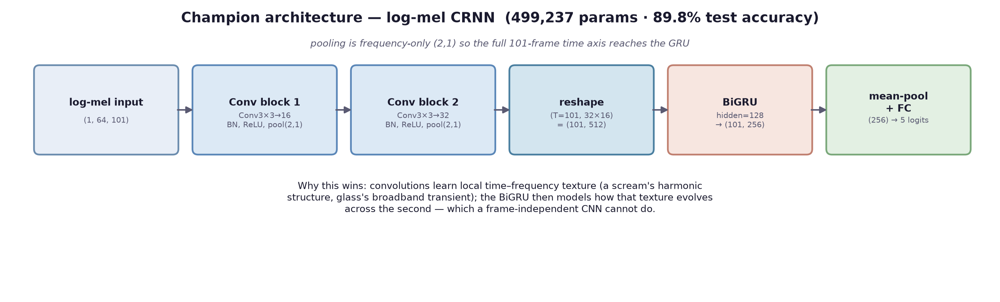 Champion architecture — log-mel CRNN (499,237 params · 89.8% test accuracy)
pooling is frequency-only (2,1) so the full 101-frame time axis reaches the GRU
log-mel input
(1, 64, 101)
Conv block 1
Conv3×3→16
BN, ReLU, pool(2,1)
Conv block 2
Conv3×3→32
BN, ReLU, pool(2,1)
reshape
(T=101, 32×16)
= (101, 512)
BiGRU
hidden=128
→ (101, 256)
mean-pool
+ FC
(256) → 5 logits
Why this wins: convolutions learn local time–frequency texture (a scream's harmonic
structure, glass's broadband transient); the BiGRU then models how that texture evolves
across the second — which a frame-independent CNN cannot do.